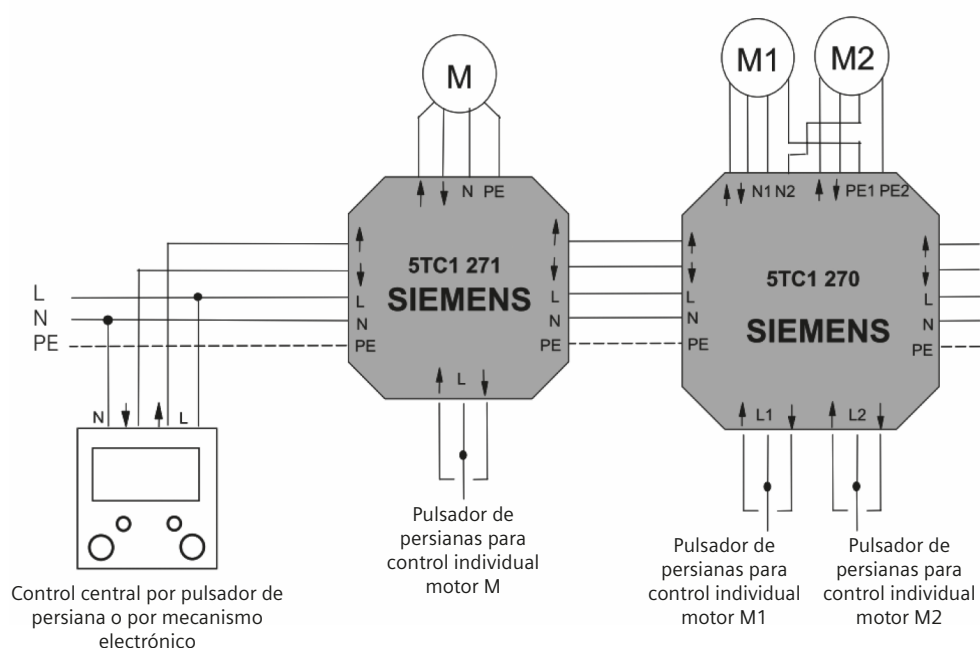 M
M1
M2
↑ ↓ N PE
↑ ↓ N1 N2 ↑ ↓ PE1 PE2
5TC1 271
SIEMENS
5TC1 270
SIEMENS
↑
↓
L
N
PE
↑
↓
L
N
PE
↑
↓
L
N
PE
↑
↓
L
N
PE
L
N
PE
↑ L ↓
↑ L1 ↓ ↑ L2 ↓
N ↓ ↑ L
Control central por pulsador de
persiana o por mecanismo
electrónico
Pulsador de
persianas para
control individual
motor M
Pulsador de
persianas para
control individual
motor M1
Pulsador de
persianas para
control individual
motor M2